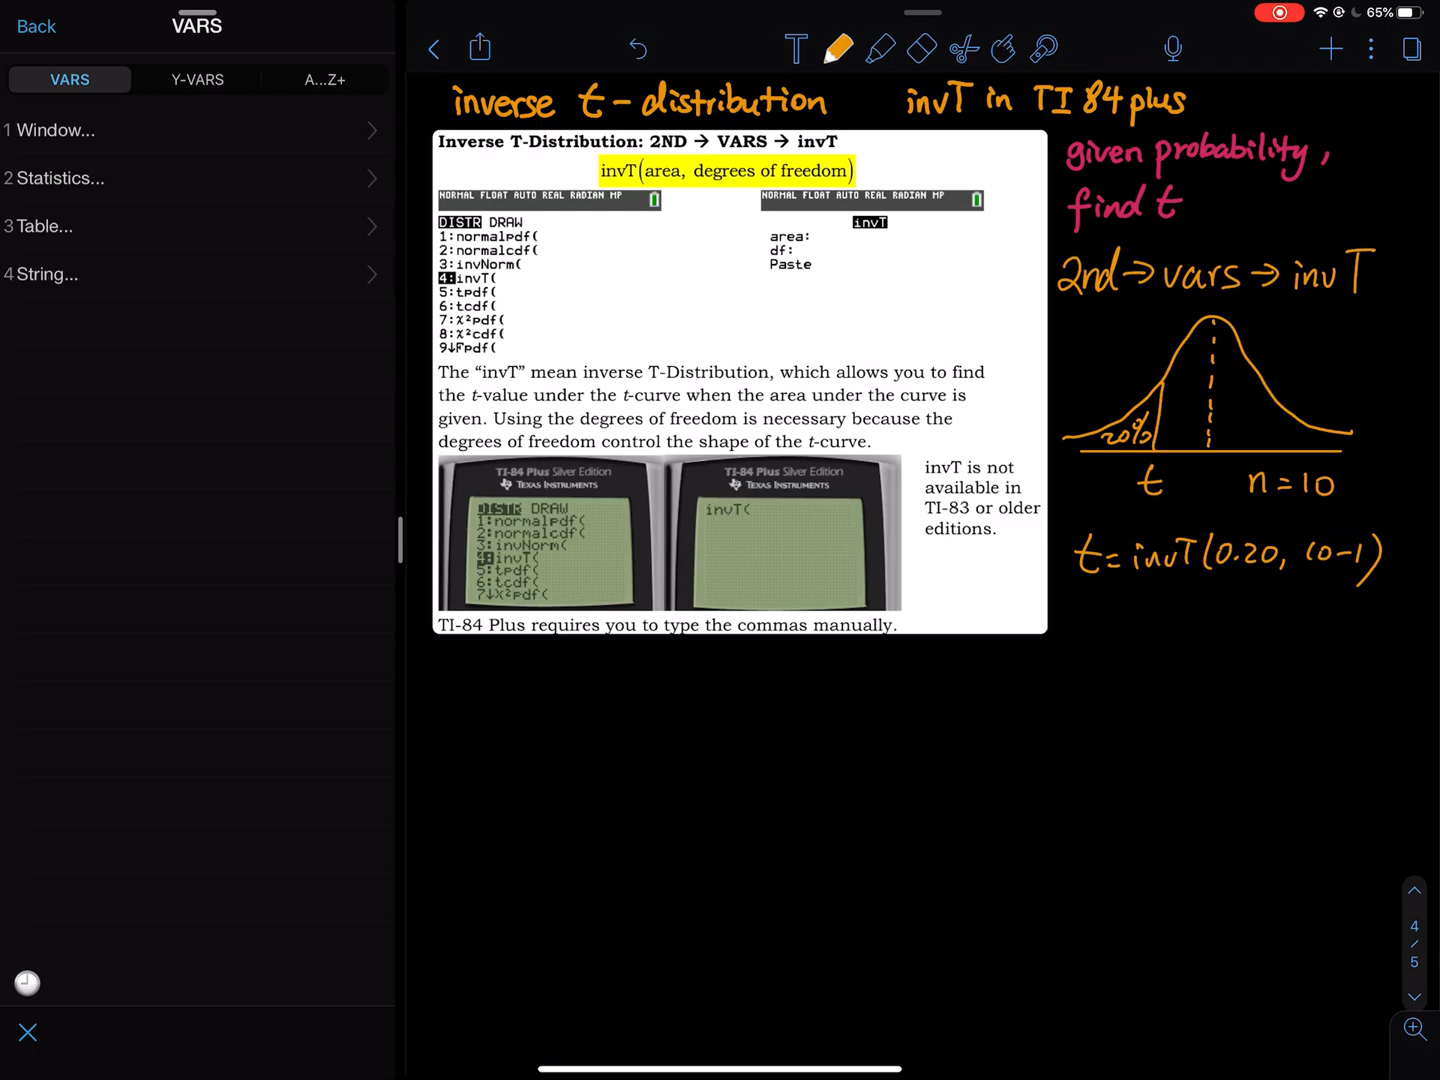 Back
VARS
VARS
Y-VARS
A...Z+
1 Window...
2 Statistics...
3 Table...
4 String...
65%
inverse t-distribution
invT in TI 84 plus
Inverse T-Distribution: 2ND → VARS → invT
invT(area, degrees of freedom)
NORMAL FLOAT AUTO REAL RADIAN MP
DISTR DRAW
1:normalpdf(
2:normalcdf(
3:invNorm(
4:invT(
5:tpdf(
6:tcdf(
7:χ²pdf(
8:χ²cdf(
9↓Fpdf(
NORMAL FLOAT AUTO REAL RADIAN MP
invT
area:
df:
Paste
The “invT” mean inverse T-Distribution, which allows you to find
the t-value under the t-curve when the area under the curve is
given. Using the degrees of freedom is necessary because the
degrees of freedom control the shape of the t-curve.
TI-84 Plus Silver Edition
TEXAS INSTRUMENTS
DISTR DRAW
1:normalpdf(
2:normalcdf(
3:invNorm(
4:invT(
5:tpdf(
6:tcdf(
7↓χ²pdf(
TI-84 Plus Silver Edition
TEXAS INSTRUMENTS
invT(
invT is not
available in
TI-83 or older
editions.
TI-84 Plus requires you to type the commas manually.
given probability,
find t
2nd → vars → invT
20%
t
n = 10
t = invT(0.20, 10-1)
4
/
5